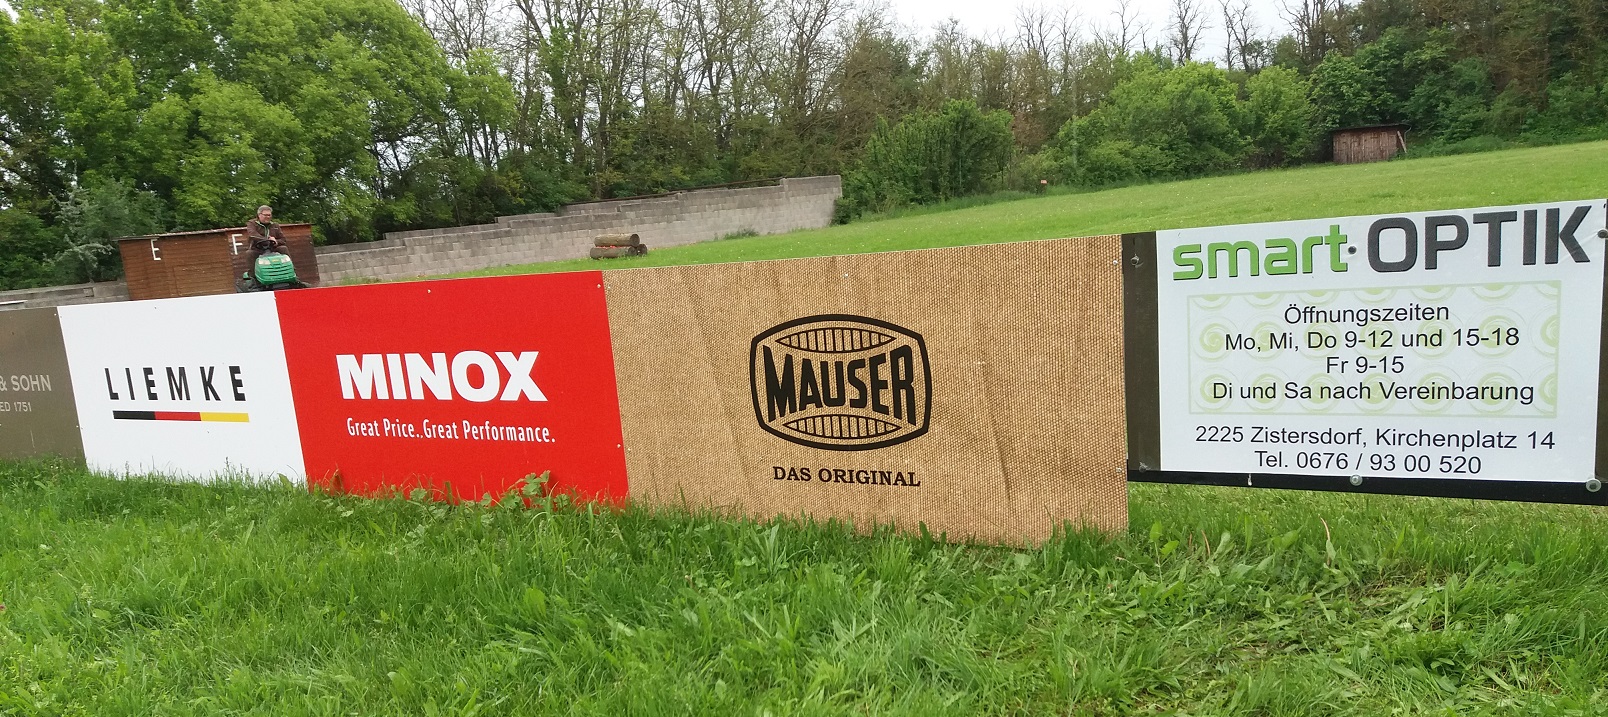 E F
& SOHN
ED 1751
LIEMKE
MINOX
Great Price..Great Performance.
MAUSER
DAS ORIGINAL
smart OPTIK
Öffnungszeiten
Mo, Mi, Do 9-12 und 15-18
Fr 9-15
Di und Sa nach Vereinbarung
2225 Zistersdorf, Kirchenplatz 14
Tel. 0676 / 93 00 520